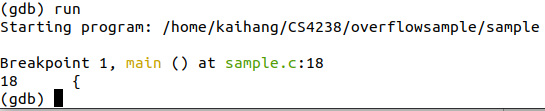 (gdb) run
Starting program: /home/kaihang/CS4238/overflowsample/sample

Breakpoint 1, main () at sample.c:18
18      {
(gdb)